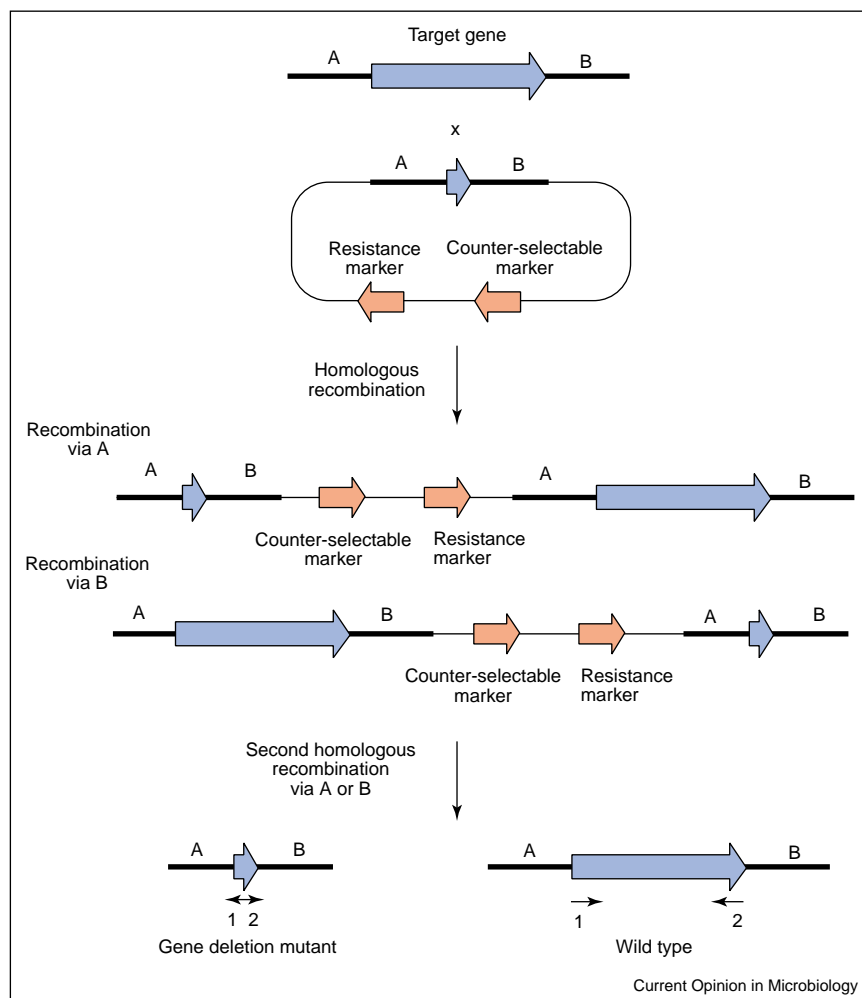 Target gene
A
B
x
A
B
Resistance
marker
Counter-selectable
marker
Homologous
recombination
Recombination
via A
A
B
A
B
Counter-selectable
marker
Resistance
marker
Recombination
via B
A
B
A
B
Counter-selectable
marker
Resistance
marker
Second homologous
recombination
via A or B
A
B
1 2
Gene deletion mutant
A
B
1
2
Wild type
Current Opinion in Microbiology